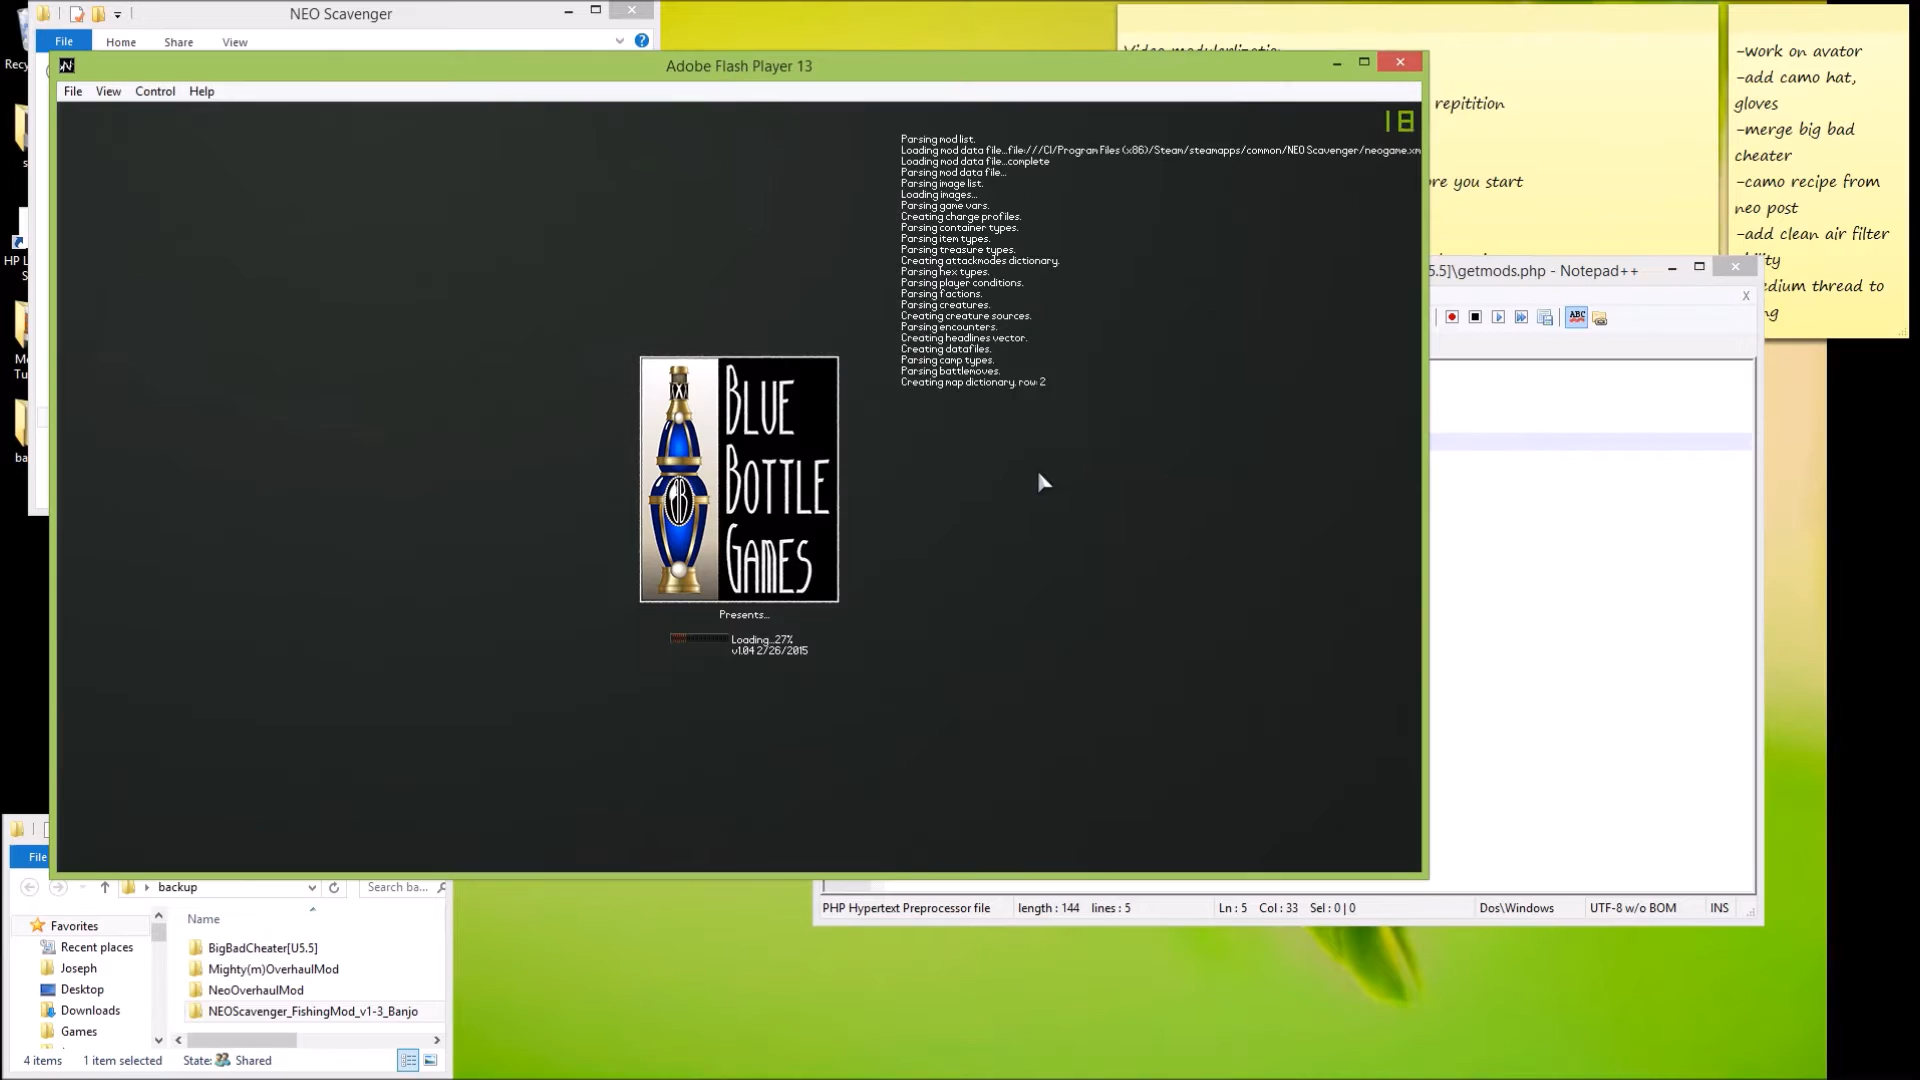 NEO Scavenger
File Home Share View
Adobe Flash Player 13
File View Control Help
18
Parsing mod list.
Loading mod data file...file:///C|/Program Files (x86)/Steam/steamapps/common/NEO Scavenger/neogame.xm
Loading mod data file...complete
Parsing mod data file...
Parsing image list.
Loading images...
Parsing game vars.
Creating charge profiles.
Parsing container types.
Parsing item types.
Parsing treasure types.
Creating attackmodes dictionary.
Parsing hex types.
Parsing player conditions.
Parsing factions.
Parsing creatures.
Creating creature sources.
Parsing encounters.
Creating headlines vector.
Creating datafiles.
Parsing camp types.
Parsing battlemoves.
Creating map dictionary. row: 2
BLUE
BOTTLE
GAMES
Presents...
Loading...27%
v1.04 2/26/2015
repitition
re you start
-work on avator
-add camo hat,
gloves
-merge big bad
cheater
-camo recipe from
neo post
-add clean air filter
edium thread to
5.5]\getmods.php - Notepad++
ABC
PHP Hypertext Preprocessor file length : 144 lines : 5 Ln : 5 Col : 33 Sel : 0 | 0 Dos\Windows UTF-8 w/o BOM INS
Recy
HP L
S
Tu
ba
File
backup
Search ba...
Name
Favorites
Recent places
Joseph
Desktop
Downloads
Games
BigBadCheater[U5.5]
Mighty(m)OverhaulMod
NeoOverhaulMod
NEOScavenger_FishingMod_v1-3_Banjo
4 items 1 item selected State: Shared